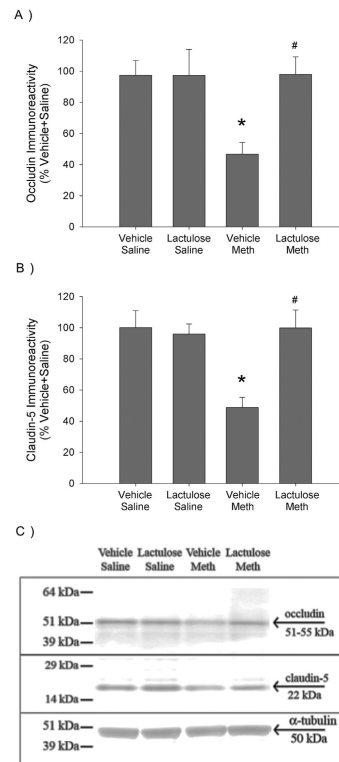 A )
Occludin Immunoreactivity
(% Vehicle+Saline)
120
100
80
60
40
20
0
*
#
Vehicle Lactulose Vehicle Lactulose
Saline Saline Meth Meth
B )
Claudin-5 Immunoreactivity
(% Vehicle+Saline)
120
100
80
60
40
20
0
*
#
Vehicle Lactulose Vehicle Lactulose
Saline Saline Meth Meth
C )
Vehicle Lactulose Vehicle Lactulose
Saline Saline Meth Meth
64 kDa
51 kDa
39 kDa
occludin
51-55 kDa
29 kDa
14 kDa
claudin-5
22 kDa
51 kDa
39 kDa
α-tubulin
50 kDa